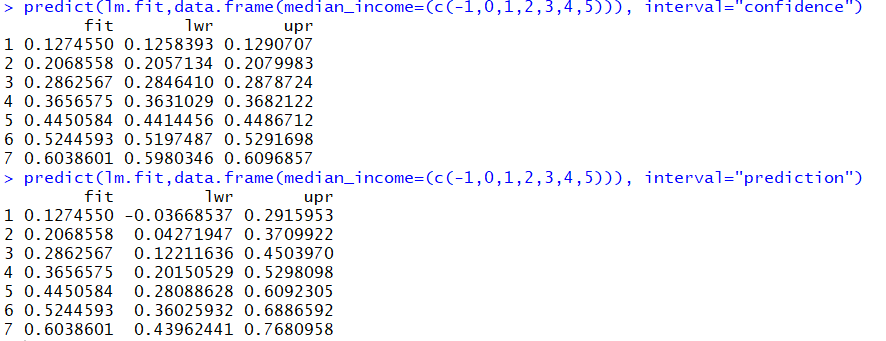 > predict(lm.fit,data.frame(median_income=(c(-1,0,1,2,3,4,5))), interval="confidence")
fit lwr upr
1 0.1274550 0.1258393 0.1290707
2 0.2068558 0.2057134 0.2079983
3 0.2862567 0.2846410 0.2878724
4 0.3656575 0.3631029 0.3682122
5 0.4450584 0.4414456 0.4486712
6 0.5244593 0.5197487 0.5291698
7 0.6038601 0.5980346 0.6096857
> predict(lm.fit,data.frame(median_income=(c(-1,0,1,2,3,4,5))), interval="prediction")
fit lwr upr
1 0.1274550 -0.03668537 0.2915953
2 0.2068558 0.04271947 0.3709922
3 0.2862567 0.12211636 0.4503970
4 0.3656575 0.20150529 0.5298098
5 0.4450584 0.28088628 0.6092305
6 0.5244593 0.36025932 0.6886592
7 0.6038601 0.43962441 0.7680958